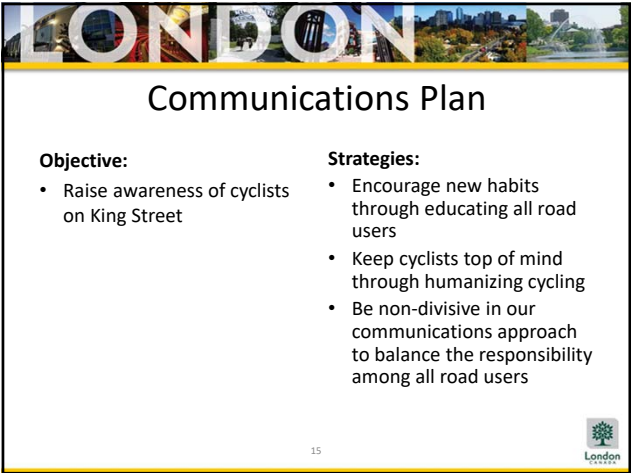 LONDON
Communications Plan
Objective:
• Raise awareness of cyclists
on King Street
Strategies:
• Encourage new habits
through educating all road
users
• Keep cyclists top of mind
through humanizing cycling
• Be non-divisive in our
communications approach
to balance the responsibility
among all road users
15
London
CANADA